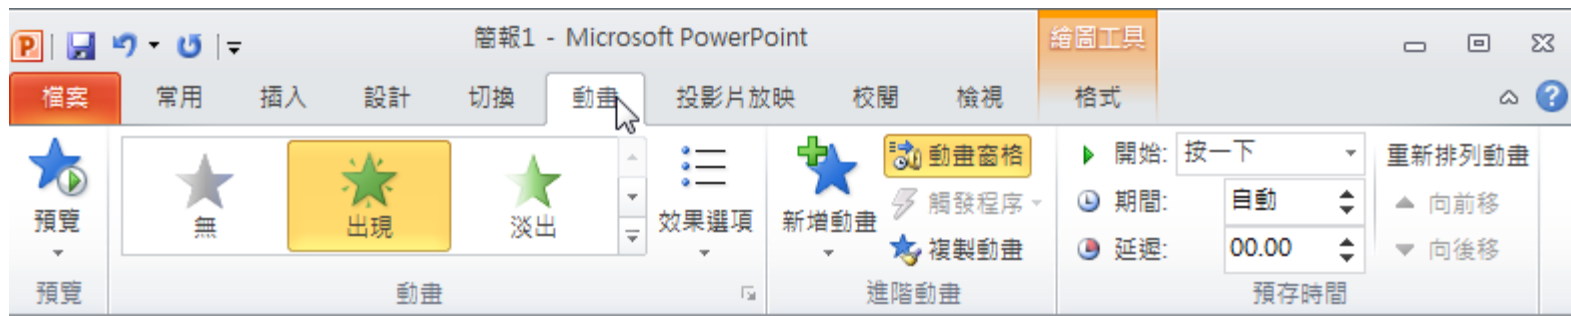 簡報1 - Microsoft PowerPoint 繪圖工具
檔案 常用 插入 設計 切換 動畫 投影片放映 校閱 檢視 格式
預覽
無 出現 淡出
效果選項
新增動畫
動畫窗格
觸發程序
複製動畫
開始: 按一下
期間: 自動
延遲: 00.00
重新排列動畫
向前移
向後移
預覽 動畫 進階動畫 預存時間